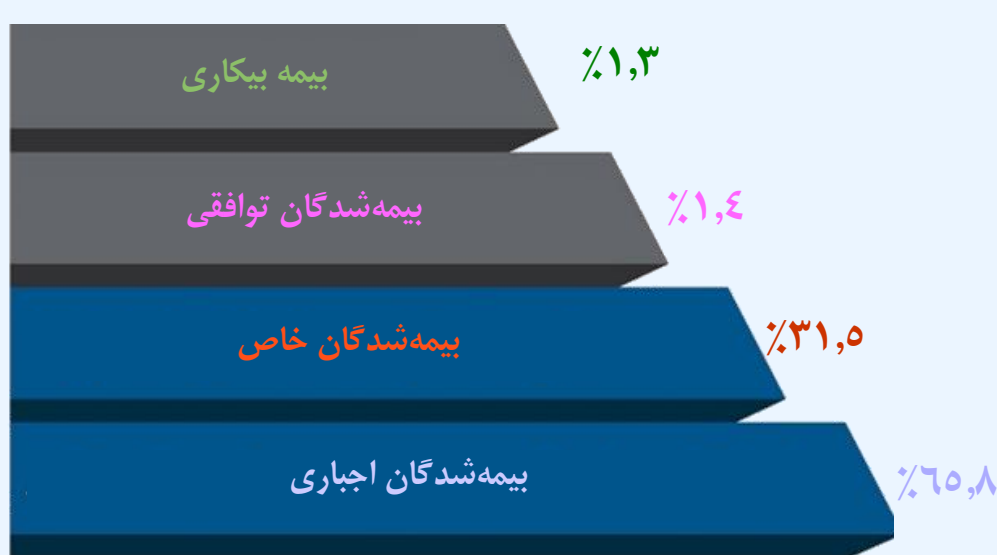 بیمه بیکاری
٪۱,۳
بیمه‌شدگان توافقی
٪۱,٤
بیمه‌شدگان خاص
٪۳۱,٥
بیمه‌شدگان اجباری
٪٦٥,۸